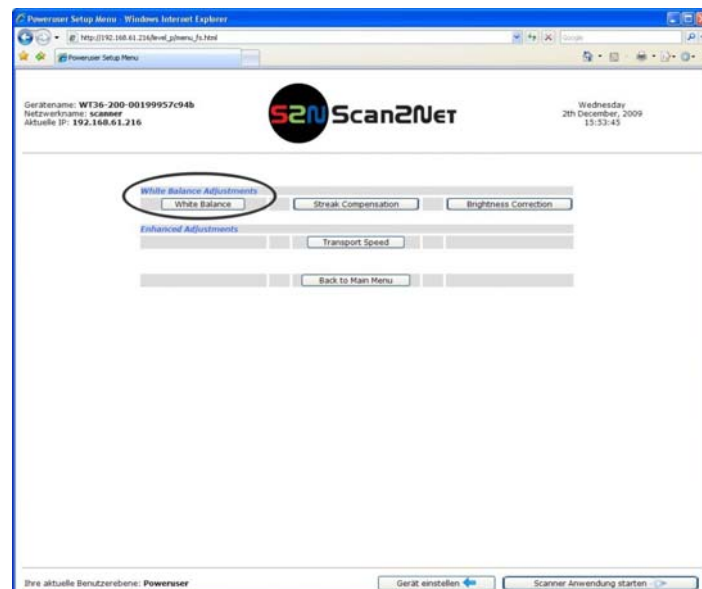 Poweruser Setup Menu - Windows Internet Explorer
http://192.168.61.216/level_p/menu_fs.html
Google
Poweruser Setup Menu
Gerätename: WT36-200-00199957c94b
Netzwerkname: scanner
Aktuelle IP: 192.168.61.216
S2N Scan2Net
Wednesday
2th December, 2009
15:53:45
White Balance Adjustments
White Balance
Streak Compensation
Brightness Correction
Enhanced Adjustments
Transport Speed
Back to Main Menu
Ihre aktuelle Benutzerebene: Poweruser
Gerät einstellen
Scanner Anwendung starten